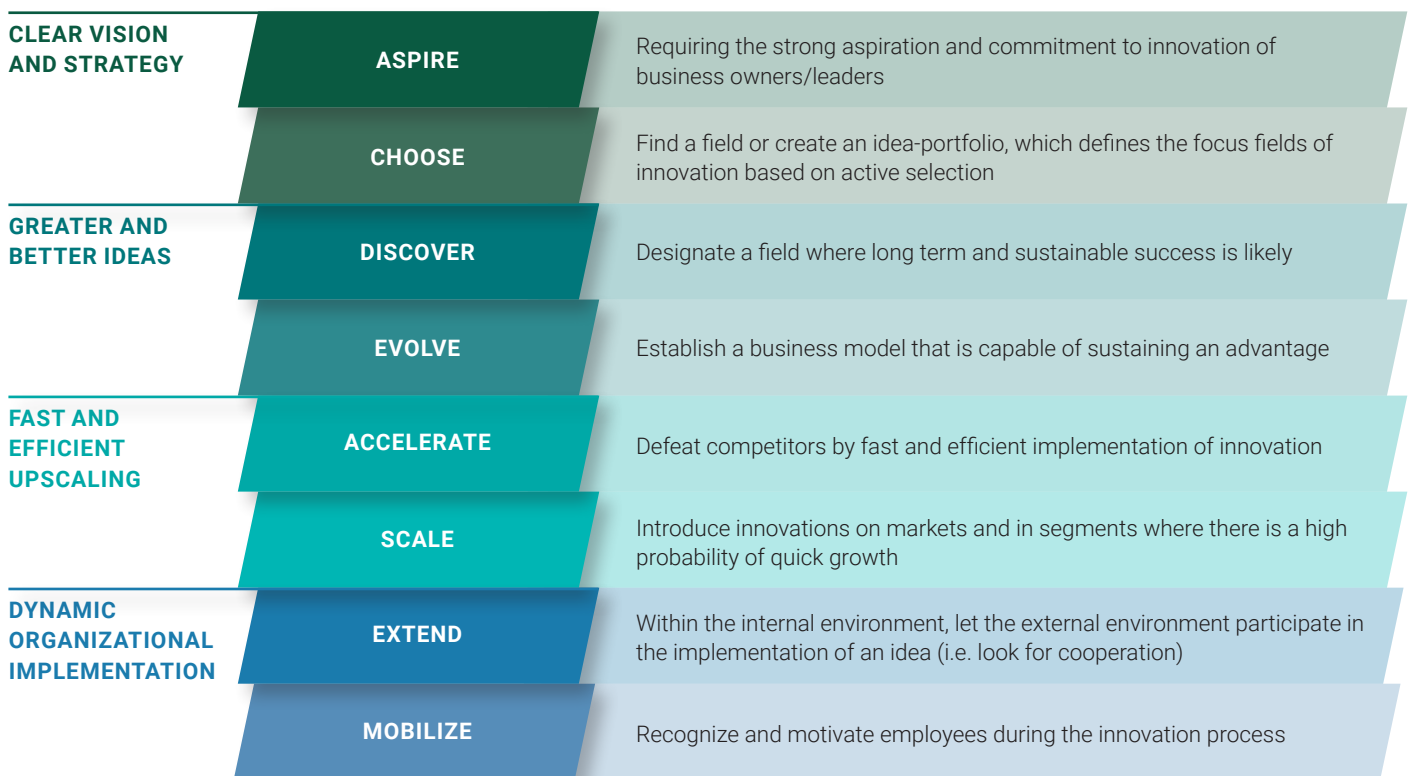 CLEAR VISION
AND STRATEGY
ASPIRE
Requiring the strong aspiration and commitment to innovation of
business owners/leaders
CHOOSE
Find a field or create an idea-portfolio, which defines the focus fields of
innovation based on active selection
GREATER AND
BETTER IDEAS
DISCOVER
Designate a field where long term and sustainable success is likely
EVOLVE
Establish a business model that is capable of sustaining an advantage
FAST AND
EFFICIENT
UPSCALING
ACCELERATE
Defeat competitors by fast and efficient implementation of innovation
SCALE
Introduce innovations on markets and in segments where there is a high
probability of quick growth
DYNAMIC
ORGANIZATIONAL
IMPLEMENTATION
EXTEND
Within the internal environment, let the external environment participate in
the implementation of an idea (i.e. look for cooperation)
MOBILIZE
Recognize and motivate employees during the innovation process